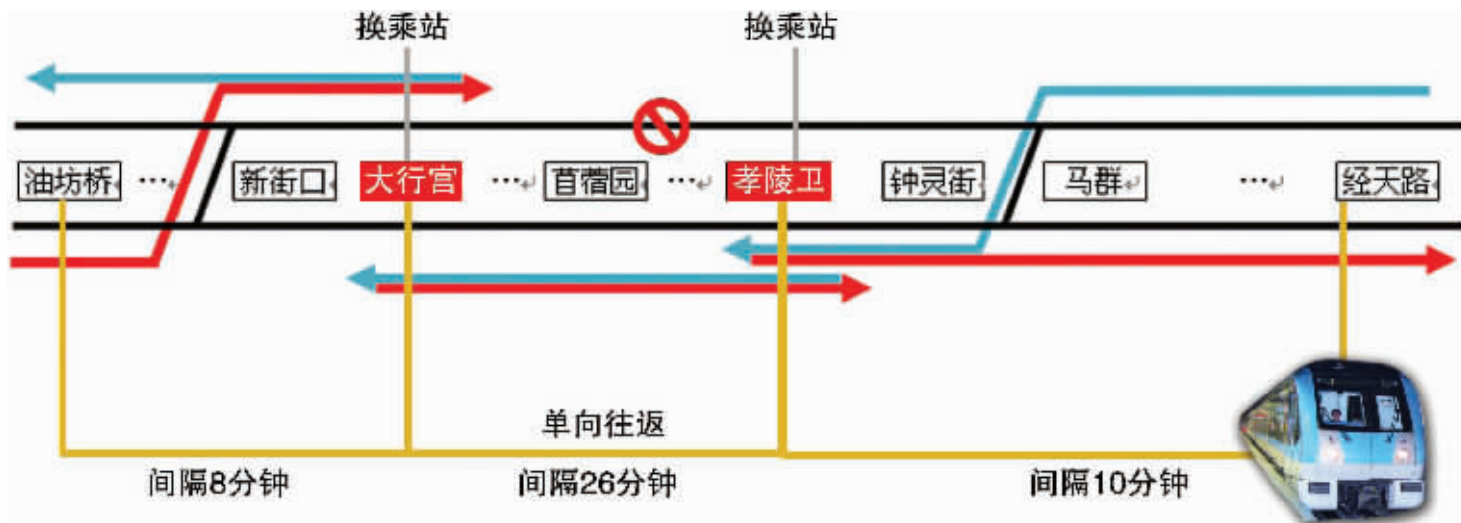 换乘站 换乘站
油坊桥 … 新街口 大行宫 … 苜蓿园 … 孝陵卫 钟灵街 马群 … 经天路
单向往返
间隔8分钟 间隔26分钟 间隔10分钟